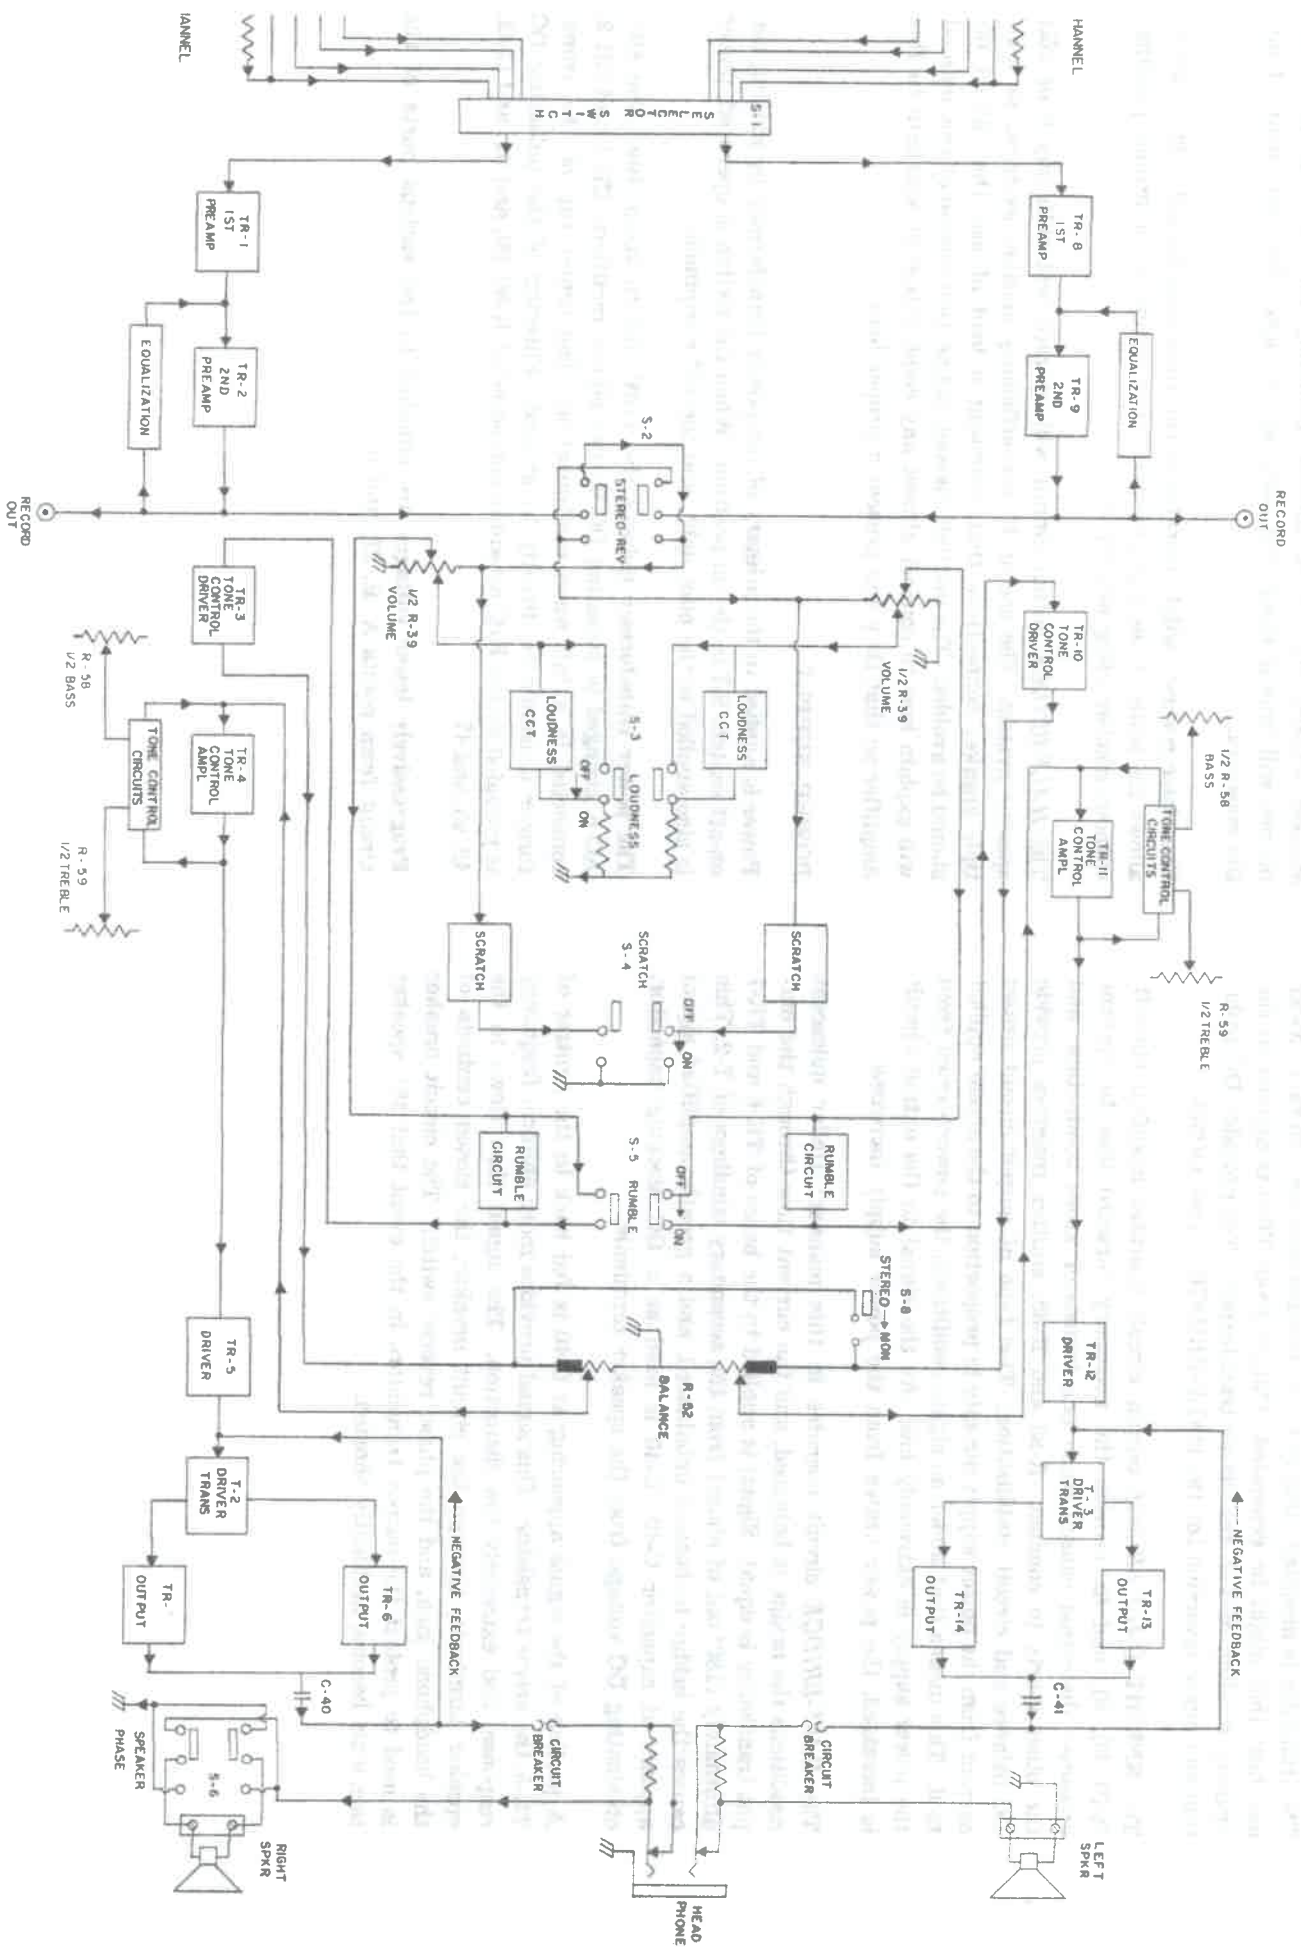 HANNEL
S-1
SELECTOR SWITCH
HANNEL
TR-8
1ST
PREAMP
EQUALIZATION
TR-9
2ND
PREAMP
RECORD
OUT
TR-1
1ST
PREAMP
EQUALIZATION
TR-2
2ND
PREAMP
RECORD
OUT
S-2
STEREO-REV
1/2 R-39
VOLUME
1/2 R-39
VOLUME
TR-10
TONE
CONTROL
DRIVER
TR-3
TONE
CONTROL
DRIVER
LOUDNESS
CCT
LOUDNESS
CCT
S-3 LOUDNESS
OFF
ON
1/2 R-58
BASS
TONE CONTROL
CIRCUITS
TR-11
TONE
CONTROL
AMPL
R-59
1/2 TREBLE
R-58
1/2 BASS
TR-4
TONE
CONTROL
AMPL
TONE CONTROL
CIRCUITS
R-59
1/2 TREBLE
SCRATCH
SCRATCH
SCRATCH
S-4
OFF
ON
RUMBLE
CIRCUIT
RUMBLE
CIRCUIT
S-5 RUMBLE
OFF
ON
S-8
STEREO → MON
R-52
BALANCE
TR-12
DRIVER
TR-5
DRIVER
T-3
DRIVER
TRANS
T-2
DRIVER
TRANS
TR-13
OUTPUT
TR-14
OUTPUT
NEGATIVE FEEDBACK
TR-6
OUTPUT
TR-
OUTPUT
NEGATIVE FEEDBACK
C-41
C-40
CIRCUIT
BREAKER
CIRCUIT
BREAKER
SPEAKER
PHASE
S-6
LEFT
SPKR
RIGHT
SPKR
HEAD
PHONE